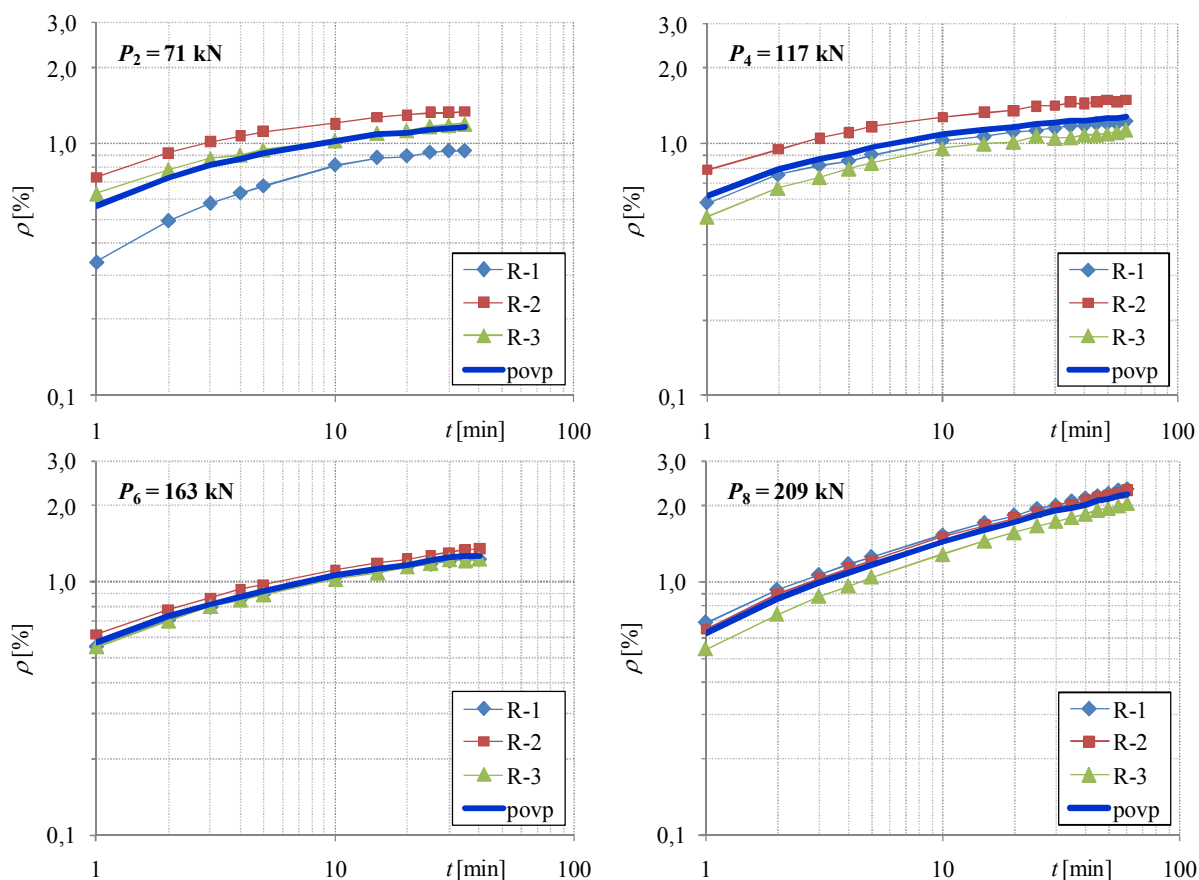 3,0
P2 = 71 kN
2,0
1,0
ρ [%]
R-1
R-2
R-3
povp
0,1
1
10
t [min]
100
3,0
P4 = 117 kN
2,0
1,0
ρ [%]
R-1
R-2
R-3
povp
0,1
1
10
t [min]
100
3,0
P6 = 163 kN
2,0
1,0
ρ [%]
R-1
R-2
R-3
povp
0,1
1
10
t [min]
100
3,0
P8 = 209 kN
2,0
1,0
ρ [%]
R-1
R-2
R-3
povp
0,1
1
10
t [min]
100